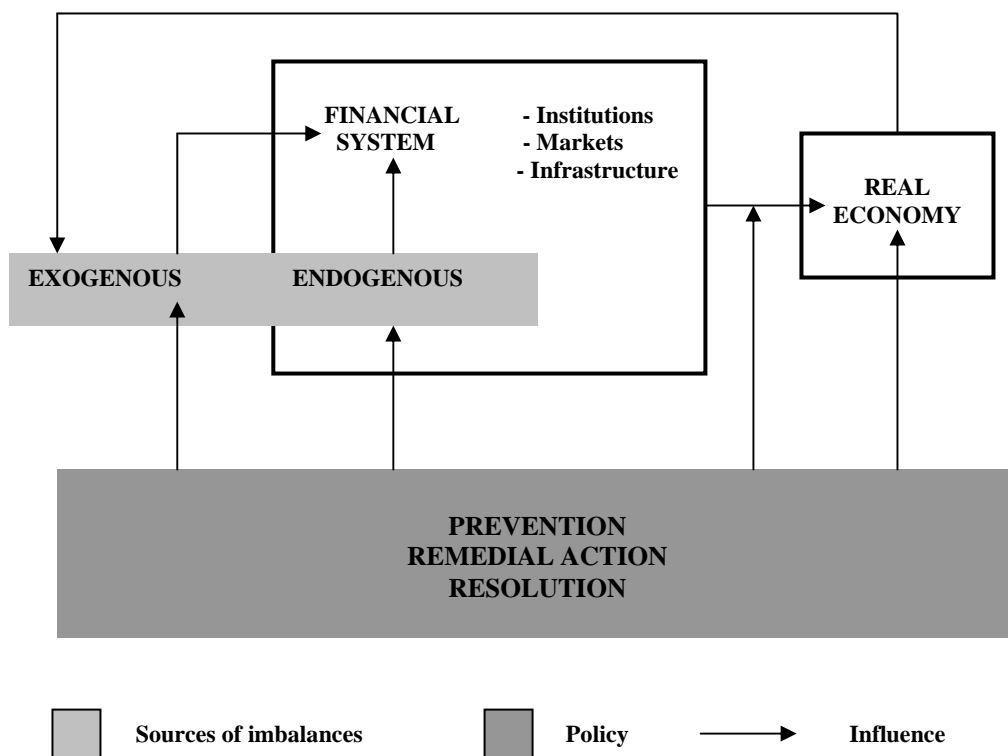 FINANCIAL
SYSTEM
- Institutions
- Markets
- Infrastructure
REAL
ECONOMY
EXOGENOUS
ENDOGENOUS
PREVENTION
REMEDIAL ACTION
RESOLUTION
Sources of imbalances
Policy
Influence